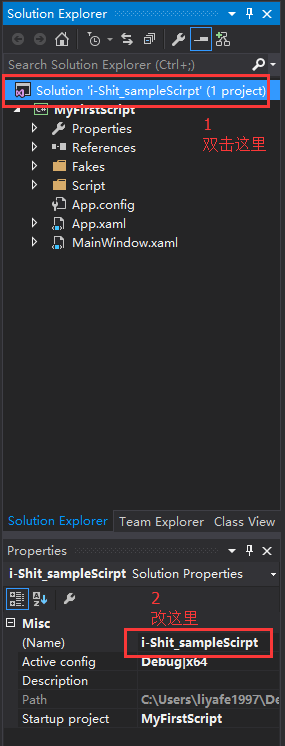 Solution Explorer
Search Solution Explorer (Ctrl+;)
Solution 'i-Shit_sampleScirpt' (1 project)
MyFirstScript
1
双击这里
Properties
References
Fakes
Script
App.config
App.xaml
MainWindow.xaml
Solution Explorer Team Explorer Class View
Properties
i-Shit_sampleScirpt Solution Properties
2
改这里
Misc
(Name) i-Shit_sampleScirpt
Active config Debug|x64
Description
Path C:\Users\liyafe1997\De
Startup project MyFirstScript